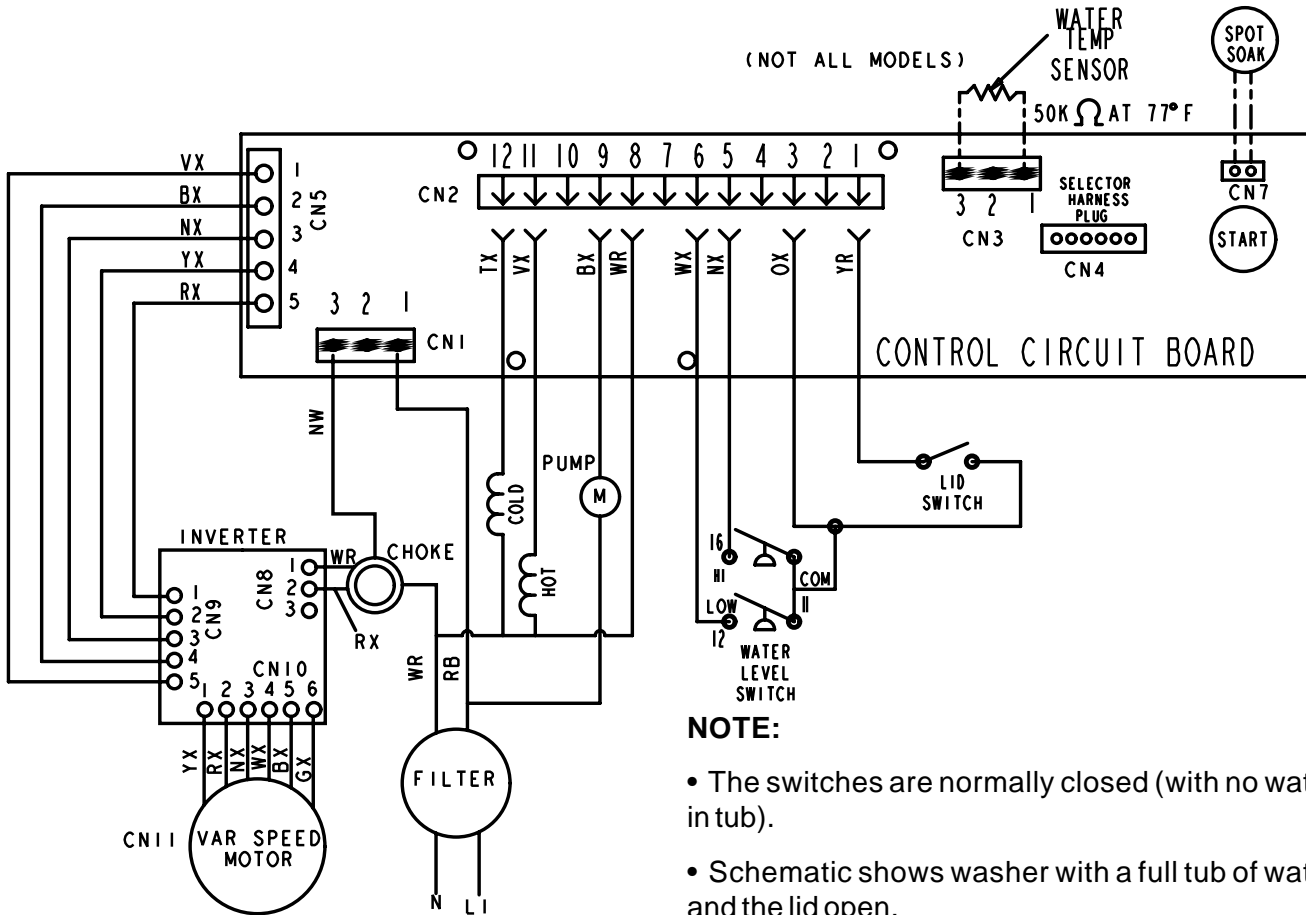 WATER
TEMP
SENSOR
(NOT ALL MODELS)
50K Ω AT 77°F
SPOT
SOAK
VX
BX
NX
YX
RX
1
2
3
4
5
CN5
CN2
12 11 10 9 8 7 6 5 4 3 2 1
TX
VX
BX
WR
WX
NX
OX
YR
3 2 1
CN3
SELECTOR
HARNESS
PLUG
CN4
CN7
START
3 2 1
CN1
CONTROL CIRCUIT BOARD
NW
COLD
HOT
PUMP
M
LID
SWITCH
16
HI
COM
LOW
11
12
WATER
LEVEL
SWITCH
INVERTER
CHOKE
WR
RX
CN8
1
2
3
CN9
1
2
3
4
5
CN10
1 2 3 4 5 6
YX
RX
NX
WX
BX
GX
CN11
VAR SPEED
MOTOR
WR
RB
FILTER
N
L1
NOTE:
• The switches are normally closed (with no wat
in tub).
• Schematic shows washer with a full tub of wat
and the lid open.